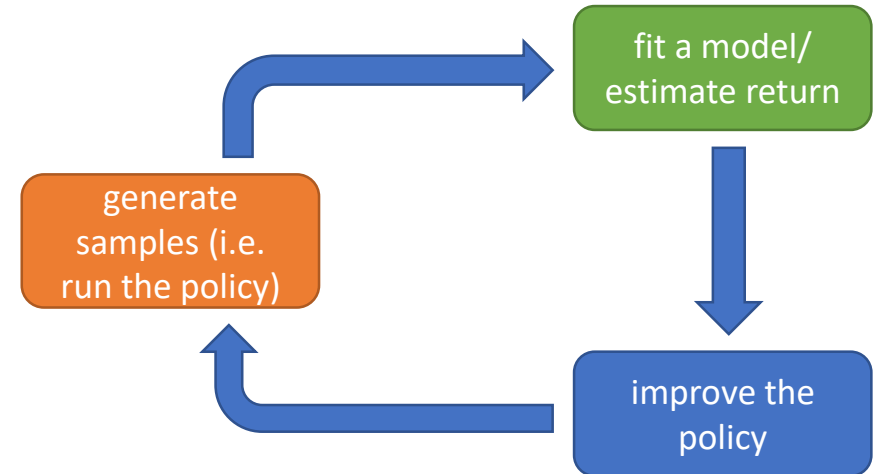 fit a model/
estimate return
generate
samples (i.e.
run the policy)
improve the
policy